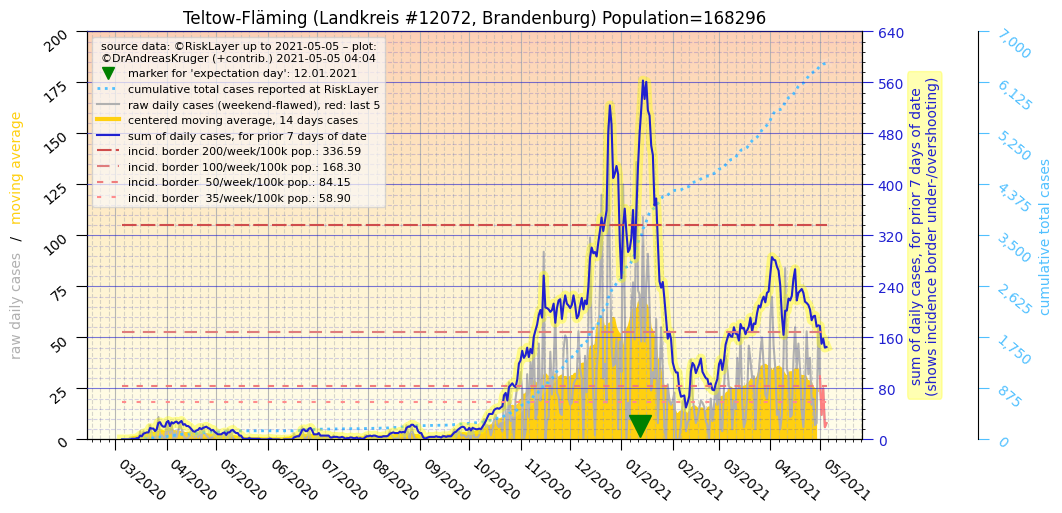 Teltow-Fläming (Landkreis #12072, Brandenburg) Population=168296
source data: ©RiskLayer up to 2021-05-05 – plot:
©DrAndreasKruger (+contrib.) 2021-05-05 04:04
marker for 'expectation day': 12.01.2021
cumulative total cases reported at RiskLayer
raw daily cases (weekend-flawed), red: last 5
centered moving average, 14 days cases
sum of daily cases, for prior 7 days of date
incid. border 200/week/100k pop.: 336.59
incid. border 100/week/100k pop.: 168.30
incid. border  50/week/100k pop.: 84.15
incid. border  35/week/100k pop.: 58.90
raw daily cases / moving average
200
175
150
125
100
75
50
25
0
03/2020
04/2020
05/2020
06/2020
07/2020
08/2020
09/2020
10/2020
11/2020
12/2020
01/2021
02/2021
03/2021
04/2021
05/2021
640
560
480
400
320
240
160
80
0
sum of daily cases, for prior 7 days of date
(shows incidence border under-/overshooting)
7,000
6,125
5,250
4,375
3,500
2,625
1,750
875
0
cumulative total cases